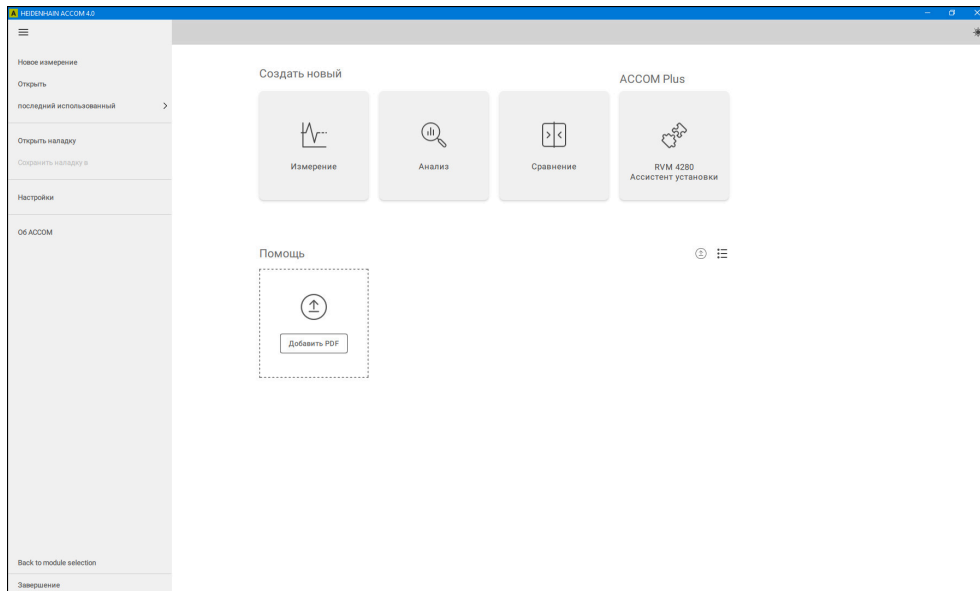 HEIDENHAIN ACCOM 4.0
Новое измерение
Открыть
последний использованный
Открыть наладку
Сохранить наладку в
Настройки
Об ACCOM
Back to module selection
Завершение
Создать новый
ACCOM Plus
Измерение
Анализ
Сравнение
RVM 4280
Ассистент установки
Помощь
Добавить PDF